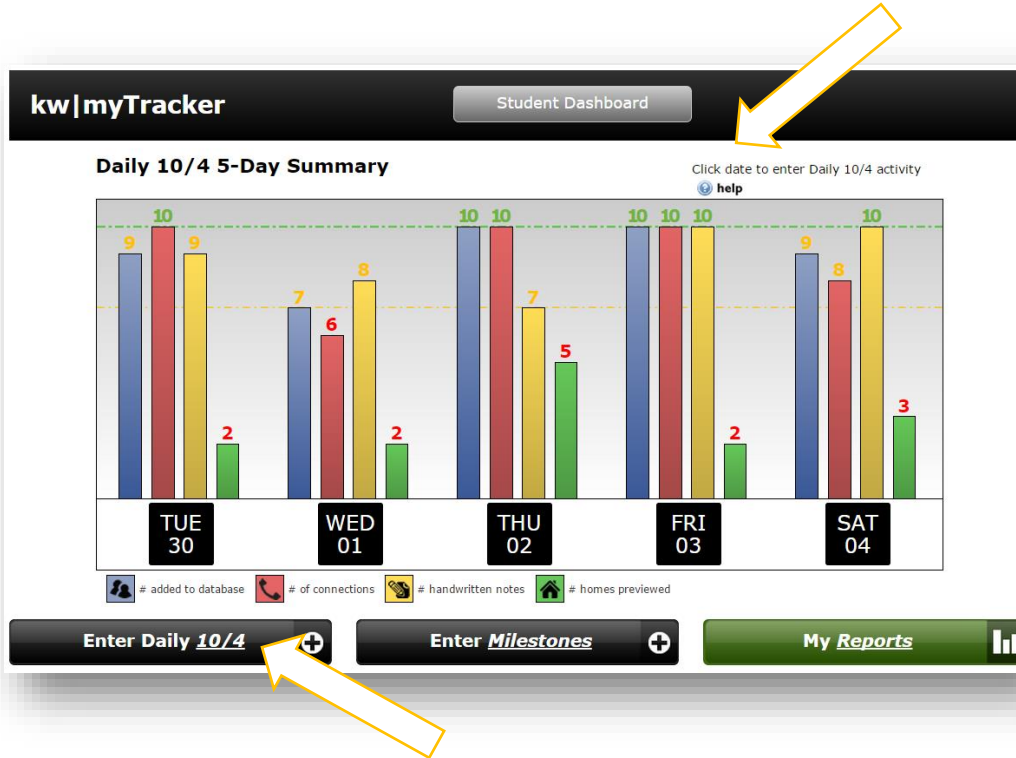 kw|myTracker
Student Dashboard
Daily 10/4 5-Day Summary
Click date to enter Daily 10/4 activity
help
9 10 9 2
7 6 8 2
10 10 7 5
10 10 10 2
9 8 10 3
TUE
30
WED
01
THU
02
FRI
03
SAT
04
# added to database # of connections # handwritten notes # homes previewed
Enter Daily 10/4 Enter Milestones My Reports